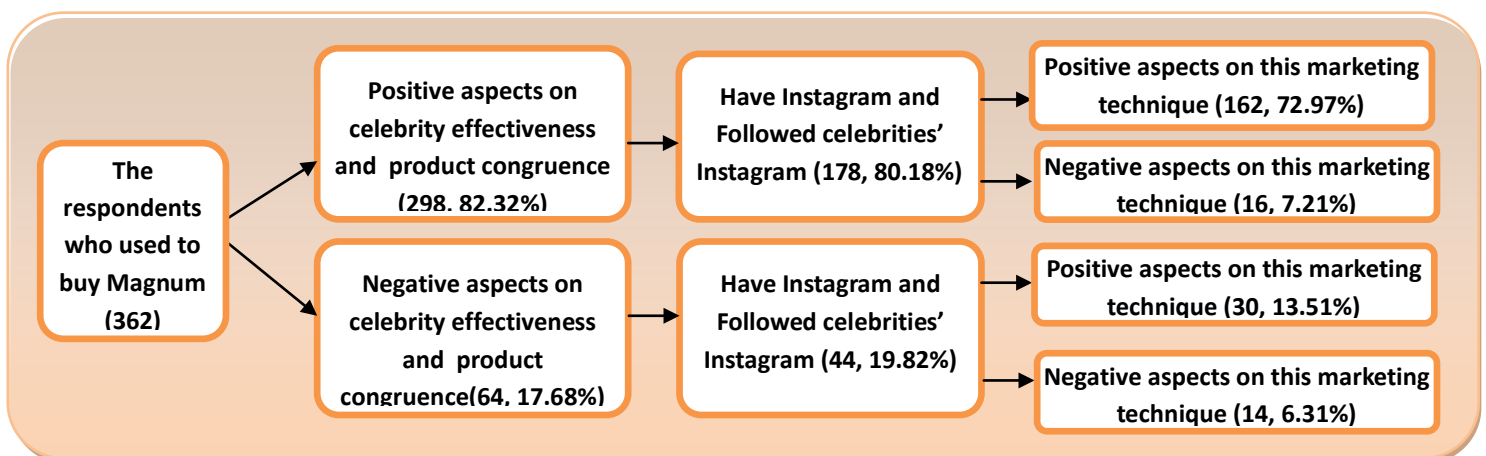 The
respondents
who used to
buy Magnum
(362)
Positive aspects on
celebrity effectiveness
and product congruence
(298, 82.32%)
Have Instagram and
Followed celebrities’
Instagram (178, 80.18%)
Positive aspects on this marketing
technique (162, 72.97%)
Negative aspects on this marketing
technique (16, 7.21%)
Negative aspects on
celebrity effectiveness
and product
congruence(64, 17.68%)
Have Instagram and
Followed celebrities’
Instagram (44, 19.82%)
Positive aspects on this marketing
technique (30, 13.51%)
Negative aspects on this marketing
technique (14, 6.31%)